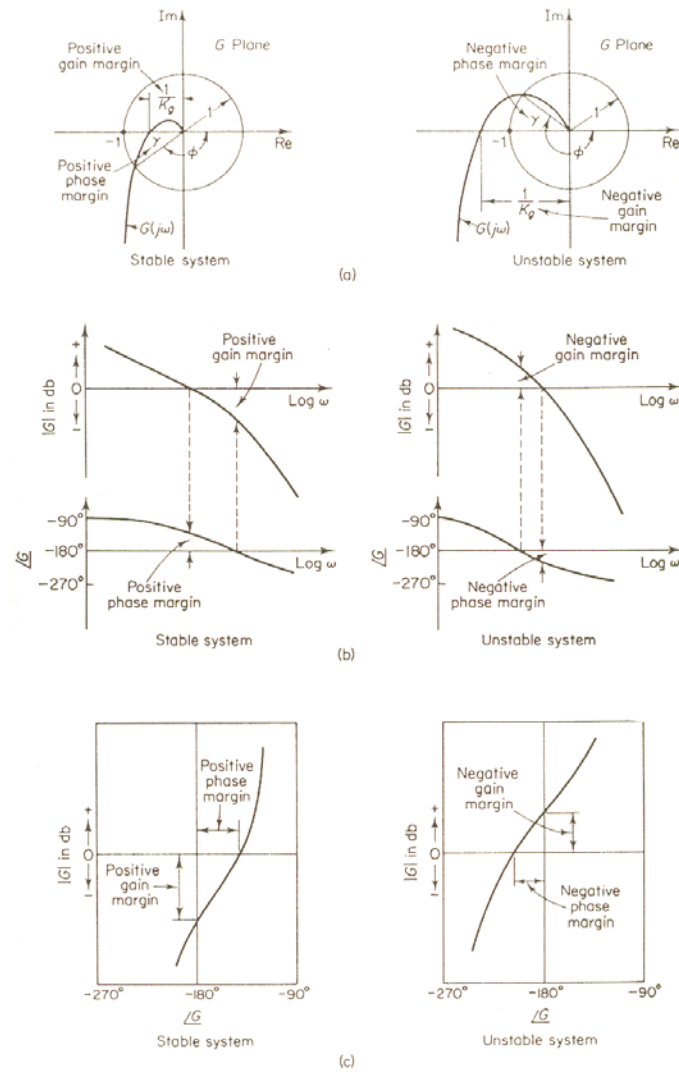 Im
Positive
gain margin
G Plane
1
Kg
1
-1
γ
ϕ
Re
Positive
phase
margin
G(jω)
Stable system
Im
Negative
phase margin
G Plane
1
γ
-1
ϕ
Re
1
Kg
Negative
gain
margin
G(jω)
Unstable system
(a)
|G| in db
+
0
-
Positive
gain margin
Log ω
∠G
-90°
-180°
-270°
Positive
phase margin
Log ω
Stable system
|G| in db
+
0
-
Negative
gain margin
Log ω
∠G
-90°
-180°
-270°
Negative
phase margin
Log ω
Unstable system
(b)
|G| in db
+
0
-
Positive
phase
margin
Positive
gain
margin
-270°
-180°
-90°
∠G
Stable system
|G| in db
+
0
-
Negative
gain
margin
Negative
phase
margin
-270°
-180°
-90°
∠G
Unstable system
(c)